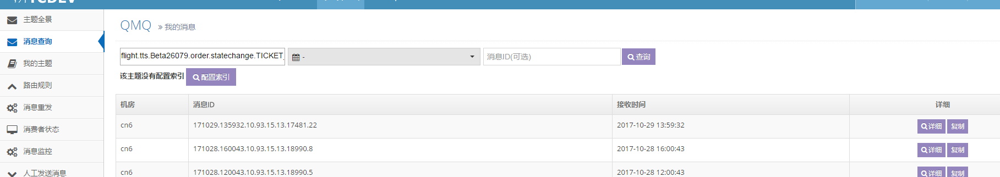 TCDEV
主题全景
消息查询
我的主题
路由规则
消息重发
消费者状态
消息监控
人工发送消息
QMQ » 我的消息
flight.tts.Beta26079.order.statechange.TICKET_ - 消息ID(可选) 查询
该主题没有配置索引 配置索引
机房 消息ID 接收时间 详细
cn6 171029.135932.10.93.15.13.17481.22 2017-10-29 13:59:32 详细 复制
cn6 171028.160043.10.93.15.13.18990.8 2017-10-28 16:00:43 详细 复制
cn6 171028.120043.10.93.15.13.18990.5 2017-10-28 12:00:43 详细 复制